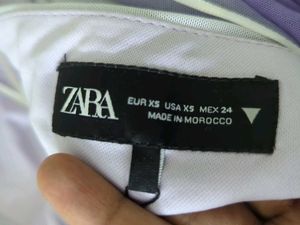 ZARA
EUR XS USA XS MEX 24
MADE IN MOROCCO